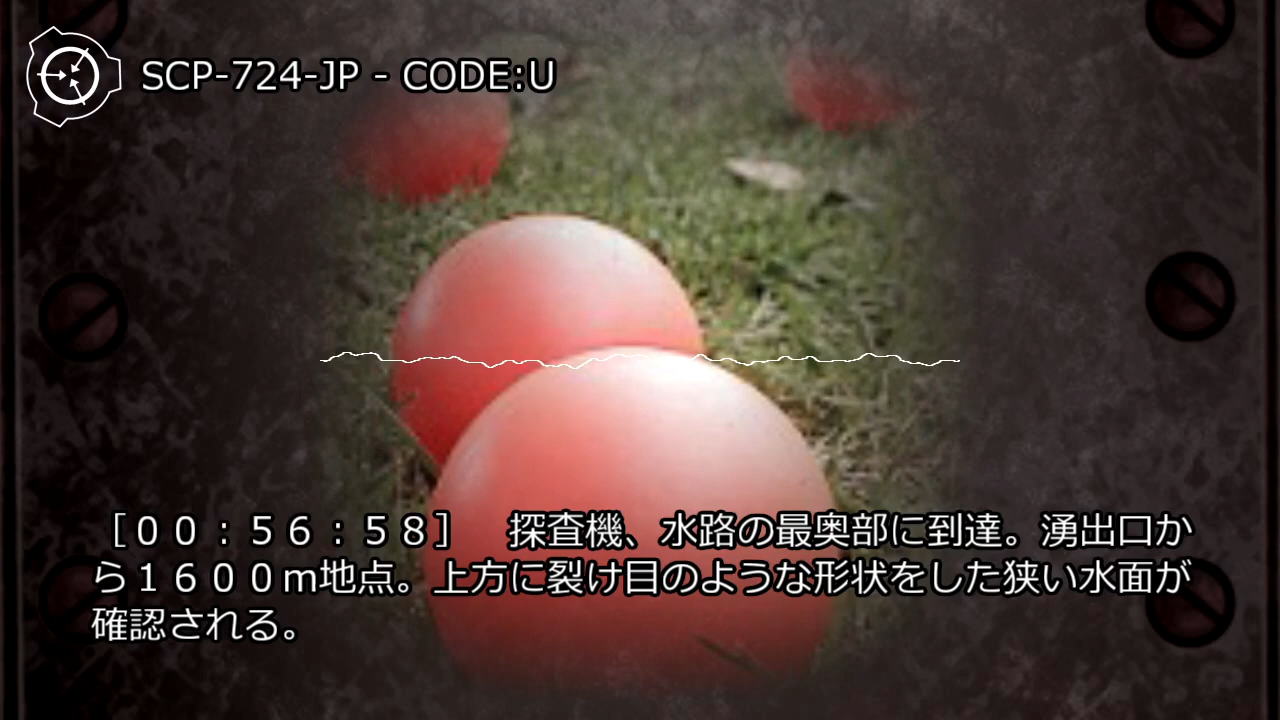 SCP-724-JP - CODE:U
［００：５６：５８］　探査機、水路の最奥部に到達。湧出口か
ら１６００ｍ地点。上方に裂け目のような形状をした狭い水面が
確認される。